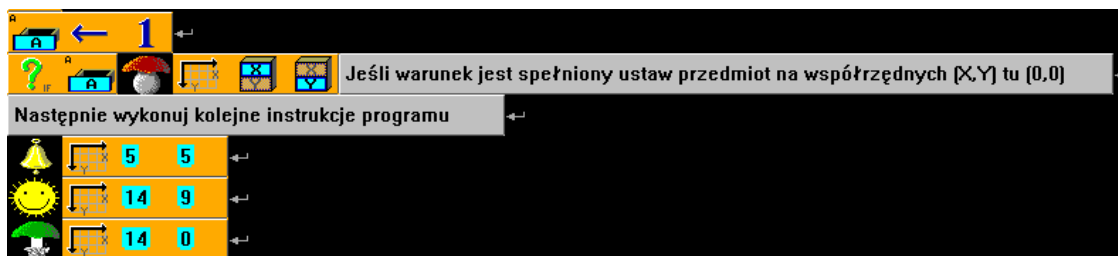 A A ← 1
? IF A A X Y X Y Jeśli warunek jest spełniony ustaw przedmiot na współrzędnych (X,Y) tu (0,0)
Następnie wykonuj kolejne instrukcje programu
X Y 5 5
X Y 14 9
X Y 14 0